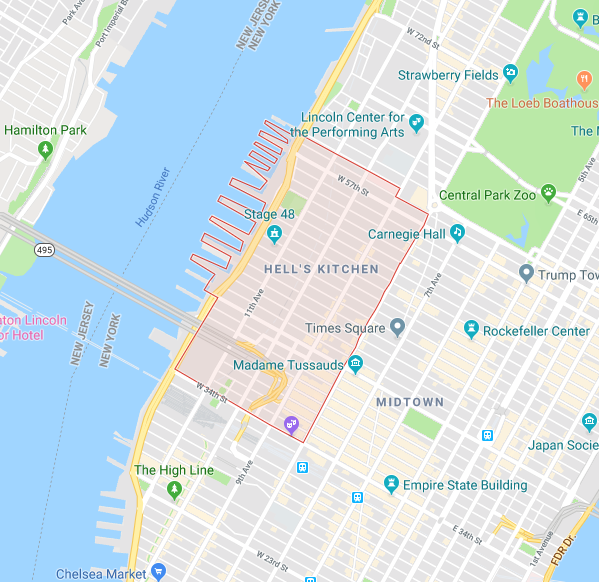 NEW JERSEY
NEW YORK
Park Ave
Port Imperial Blvd
W 72nd St
Strawberry Fields
The Loeb Boathous
Lincoln Center for
the Performing Arts
Hamilton Park
5th Ave
W 57th St
Central Park Zoo
E 65th
Hudson River
Stage 48
Carnegie Hall
495
HELL'S KITCHEN
7th Ave
Trump Tow
11th Ave
NEW JERSEY
NEW YORK
ton Lincoln
or Hotel
Times Square
Rockefeller Center
Madame Tussauds
W 34th St
MIDTOWN
Japan Socie
The High Line
9th Ave
Empire State Building
E 34th St
1st Avenue
FDR Dr.
W 23rd St
Chelsea Market